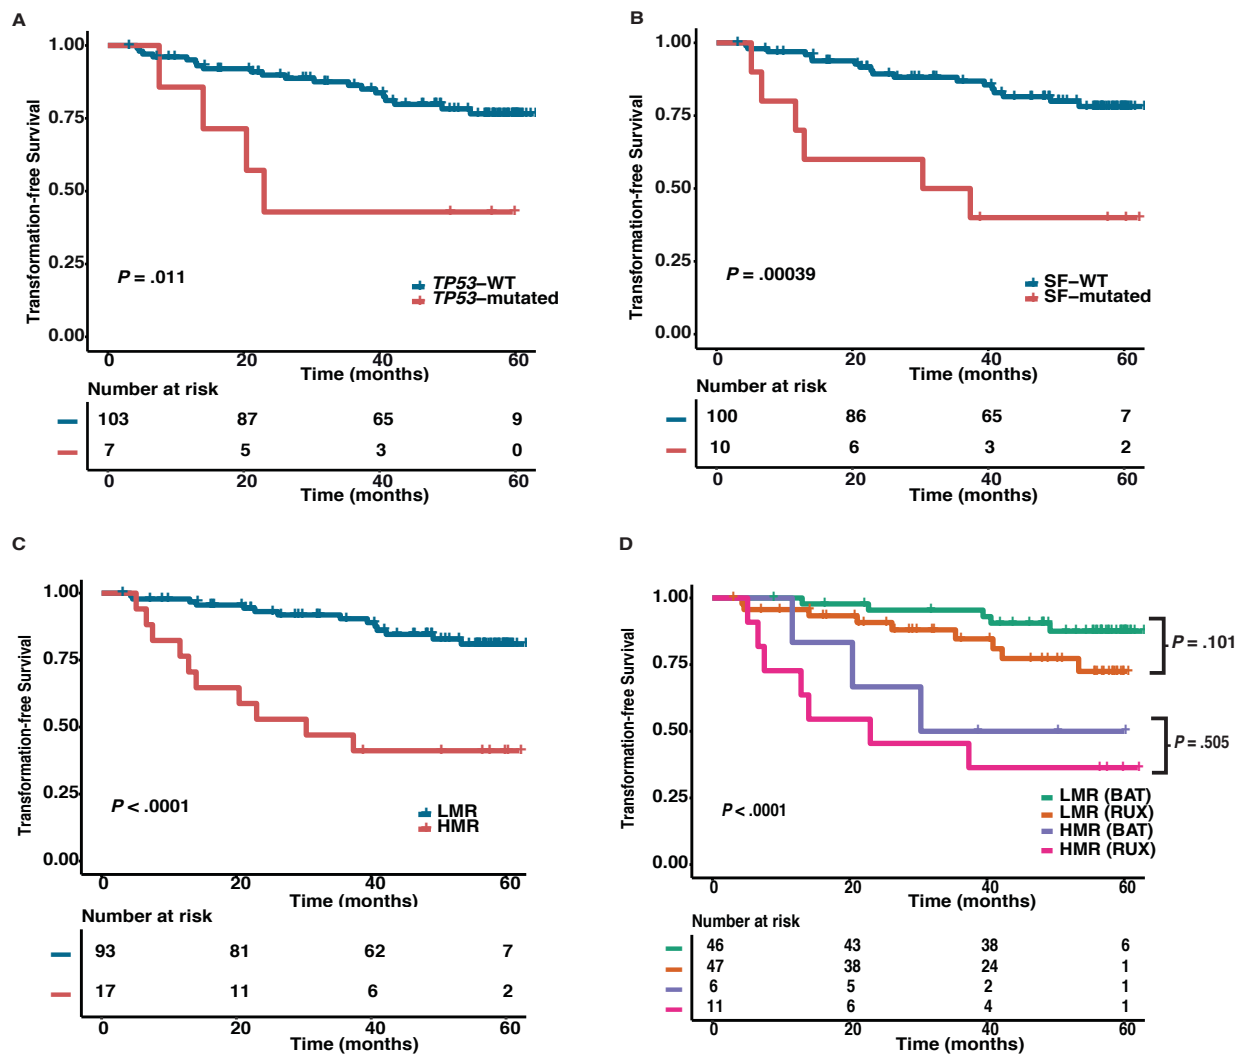 A
Transformation-free Survival
1.00
0.75
0.50
0.25
0.00
P = .011
TP53–WT
TP53–mutated
0 20 40 60
Time (months)
Number at risk
103 87 65 9
7 5 3 0
0 20 40 60
Time (months)
B
Transformation-free Survival
1.00
0.75
0.50
0.25
0.00
P = .00039
SF–WT
SF–mutated
0 20 40 60
Time (months)
Number at risk
100 86 65 7
10 6 3 2
0 20 40 60
Time (months)
C
Transformation-free Survival
1.00
0.75
0.50
0.25
0.00
P < .0001
LMR
HMR
0 20 40 60
Time (months)
Number at risk
93 81 62 7
17 11 6 2
0 20 40 60
Time (months)
D
Transformation-free Survival
1.00
0.75
0.50
0.25
0.00
P = .101
P = .505
P < .0001
LMR (BAT)
LMR (RUX)
HMR (BAT)
HMR (RUX)
0 20 40 60
Time (months)
Number at risk
46 43 38 6
47 38 24 1
6 5 2 1
11 6 4 1
0 20 40 60
Time (months)